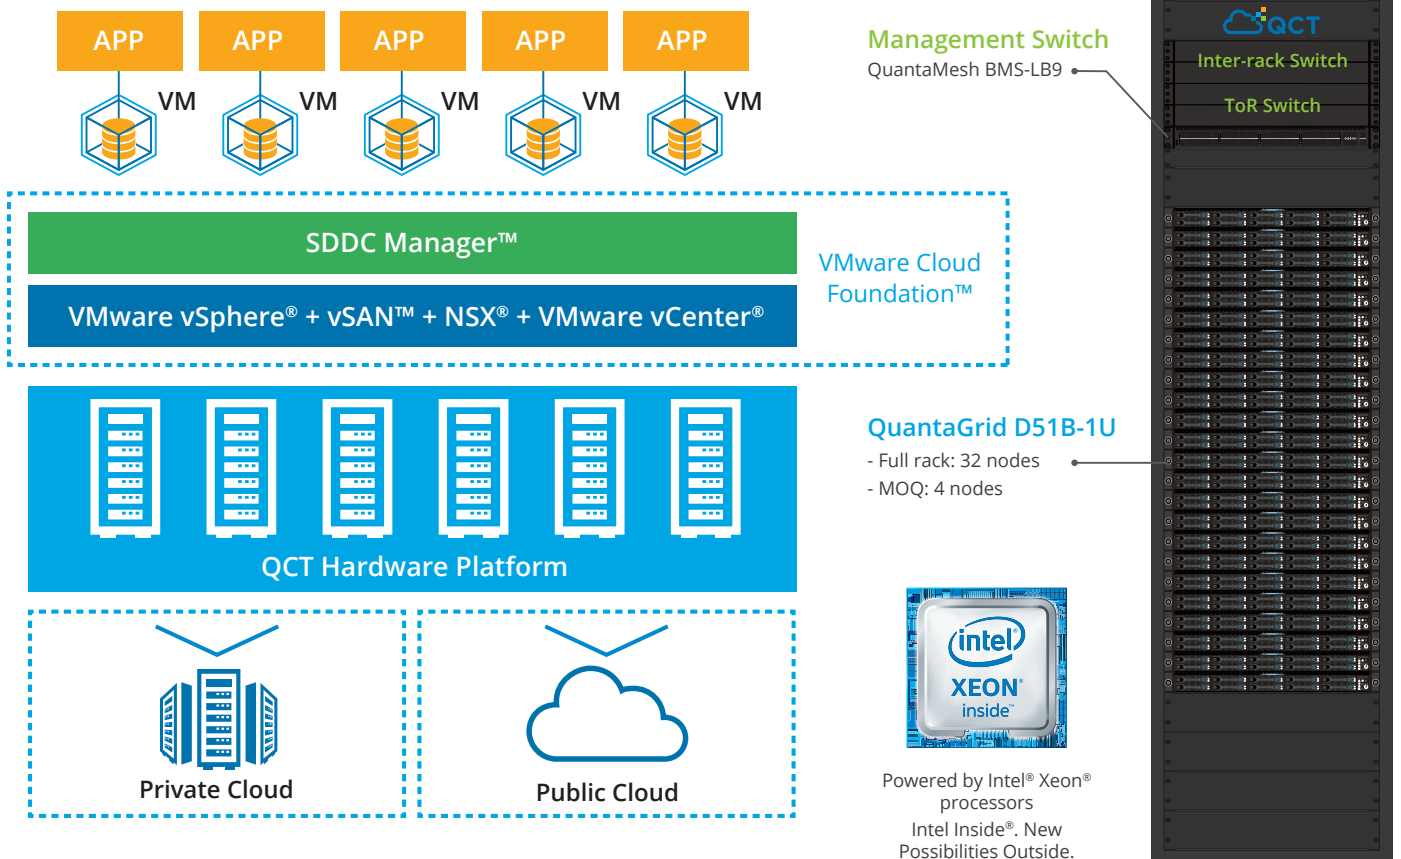 APP
APP
APP
APP
APP
VM
VM
VM
VM
VM
SDDC Manager™
VMware vSphere® + vSAN™ + NSX® + VMware vCenter®
VMware Cloud
Foundation™
QCT Hardware Platform
Private Cloud
Public Cloud
Management Switch
QuantaMesh BMS-LB9
QuantaGrid D51B-1U
- Full rack: 32 nodes
- MOQ: 4 nodes
intel®
XEON®
inside™
Powered by Intel® Xeon®
processors
Intel Inside®. New
Possibilities Outside.
QCT
Inter-rack Switch
ToR Switch